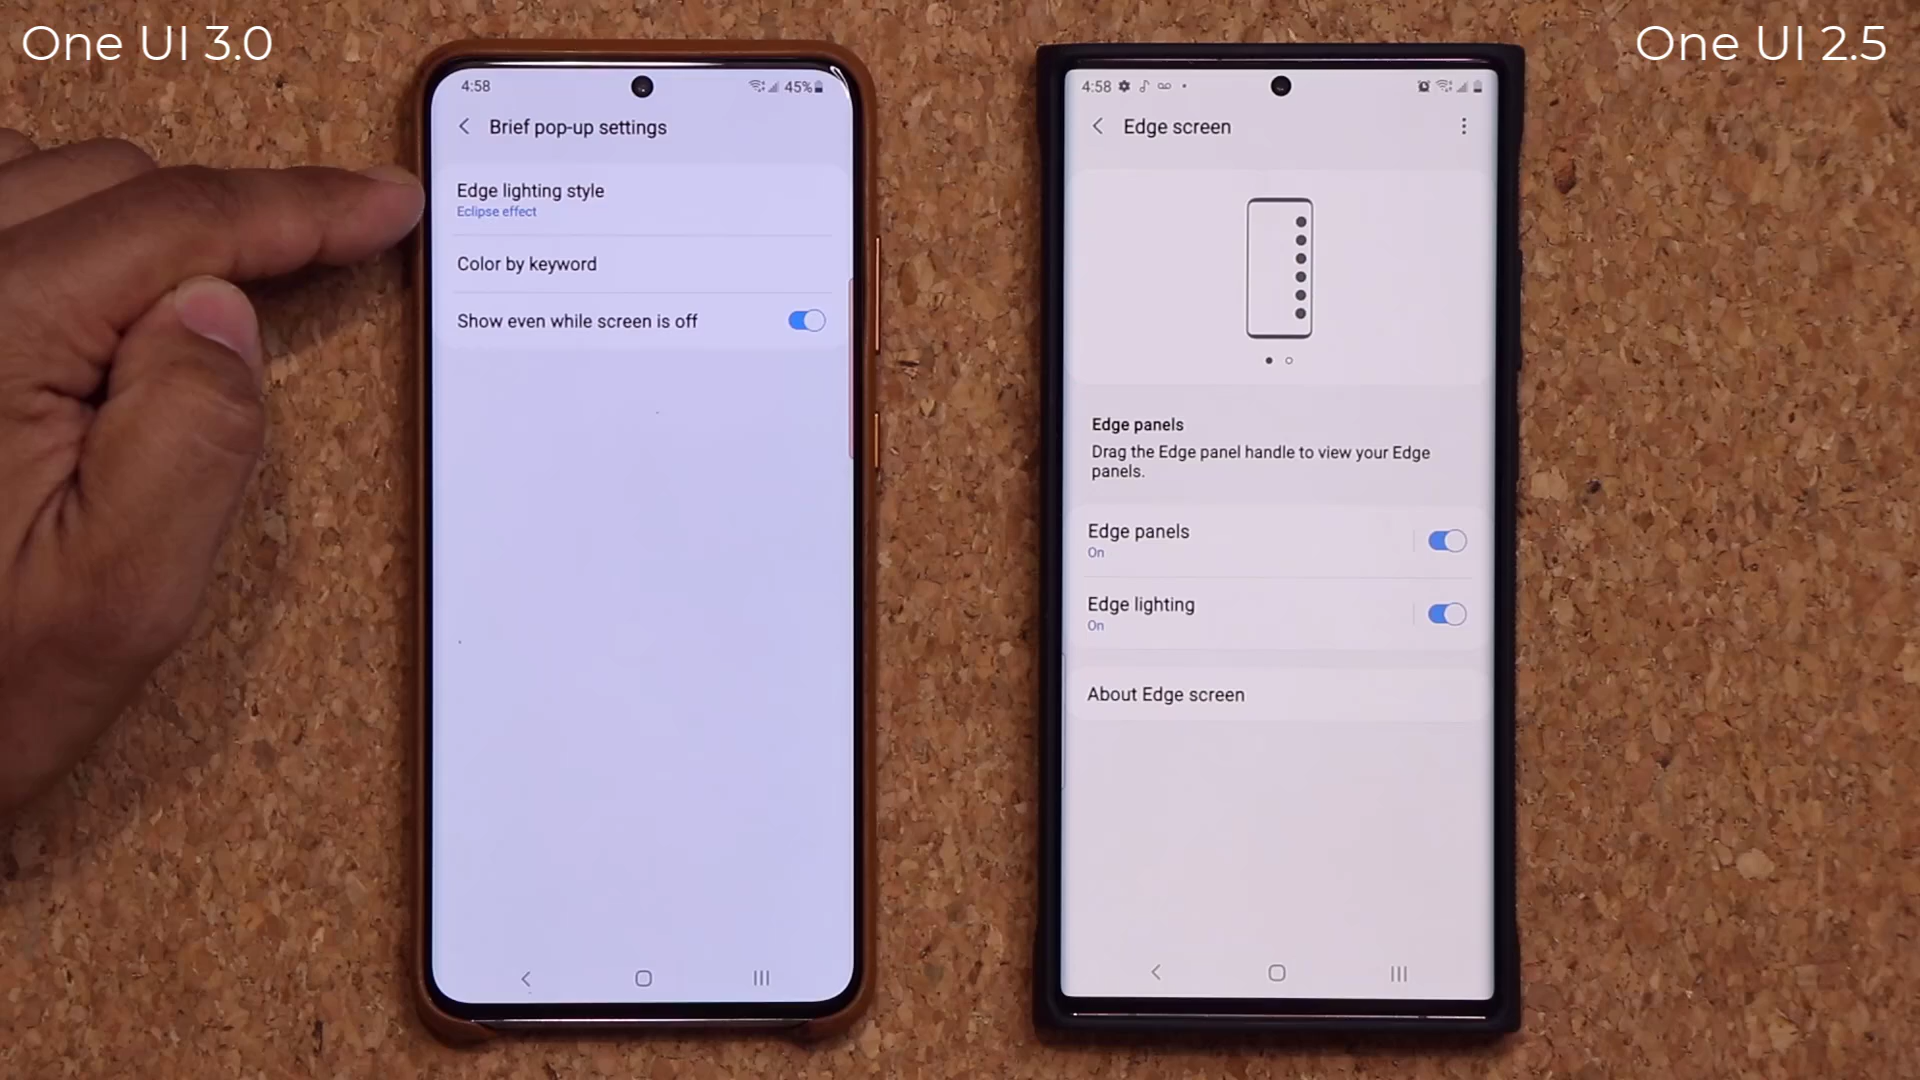 One UI 3.0
One UI 2.5
4:58
45%
Brief pop-up settings
Edge lighting style
Eclipse effect
Color by keyword
Show even while screen is off
4:58
Edge screen
Edge panels
Drag the Edge panel handle to view your Edge
panels.
Edge panels
On
Edge lighting
On
About Edge screen